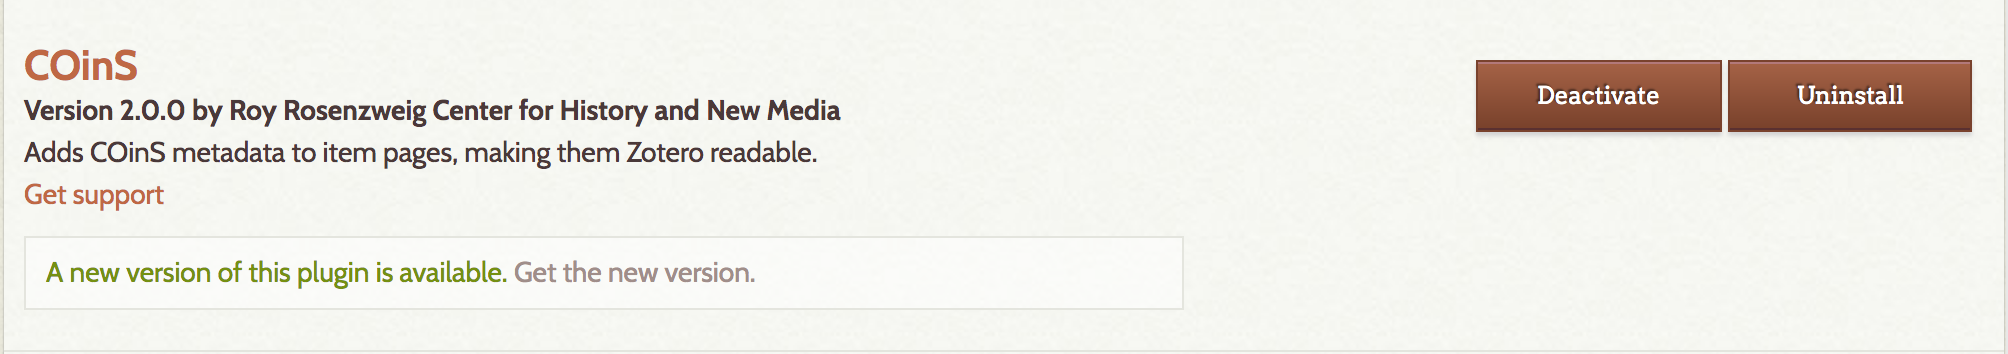 COinS
Version 2.0.0 by Roy Rosenzweig Center for History and New Media
Adds COinS metadata to item pages, making them Zotero readable.
Get support
A new version of this plugin is available. Get the new version.
Deactivate
Uninstall